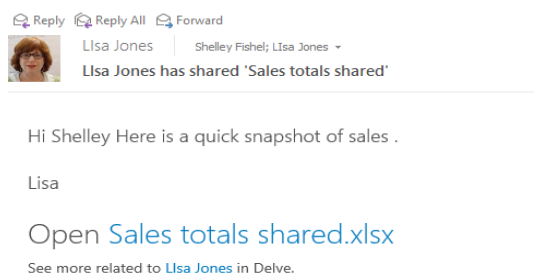 Reply Reply All Forward
LIsa Jones Shelley Fishel; LIsa Jones
LIsa Jones has shared 'Sales totals shared'
Hi Shelley Here is a quick snapshot of sales .
Lisa
Open Sales totals shared.xlsx
See more related to LIsa Jones in Delve.